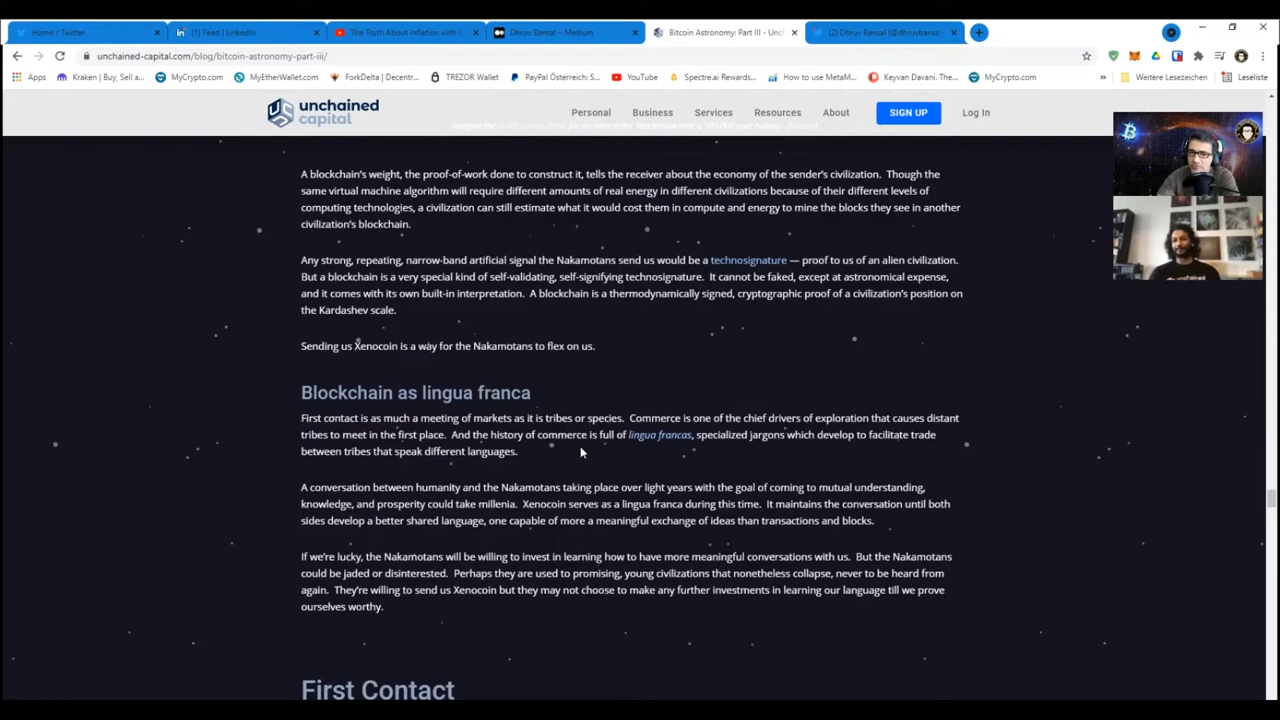 Home / Twitter
(1) Feed | LinkedIn
The Truth About Inflation with L
Dhruv Bansal – Medium
Bitcoin Astronomy: Part III - Unch
(2) Dhruv Bansal (@dhruvbansal
unchained-capital.com/blog/bitcoin-astronomy-part-iii/
Apps
Kraken | Buy, Sell a...
MyCrypto.com
MyEtherWallet.com
ForkDelta | Decentr...
TREZOR Wallet
PayPal Österreich: S...
YouTube
Spectre.ai Rewards...
How to use MetaM...
Keyvan Davani. The...
MyCrypto.com
»
Weitere Lesezeichen
Leseliste
unchained
capital
Personal
Business
Services
Resources
About
SIGN UP
Log In
A blockchain's weight, the proof-of-work done to construct it, tells the receiver about the economy of the sender's civilization. Though the
same virtual machine algorithm will require different amounts of real energy in different civilizations because of their different levels of
computing technologies, a civilization can still estimate what it would cost them in compute and energy to mine the blocks they see in another
civilization's blockchain.
Any strong, repeating, narrow-band artificial signal the Nakamotans send us would be a technosignature — proof to us of an alien civilization.
But a blockchain is a very special kind of self-validating, self-signifying technosignature. It cannot be faked, except at astronomical expense,
and it comes with its own built-in interpretation. A blockchain is a thermodynamically signed, cryptographic proof of a civilization's position on
the Kardashev scale.
Sending us Xenocoin is a way for the Nakamotans to flex on us.
Blockchain as lingua franca
First contact is as much a meeting of markets as it is tribes or species. Commerce is one of the chief drivers of exploration that causes distant
tribes to meet in the first place. And the history of commerce is full of lingua francas, specialized jargons which develop to facilitate trade
between tribes that speak different languages.
A conversation between humanity and the Nakamotans taking place over light years with the goal of coming to mutual understanding,
knowledge, and prosperity could take millenia. Xenocoin serves as a lingua franca during this time. It maintains the conversation until both
sides develop a better shared language, one capable of more a meaningful exchange of ideas than transactions and blocks.
If we're lucky, the Nakamotans will be willing to invest in learning how to have more meaningful conversations with us. But the Nakamotans
could be jaded or disinterested. Perhaps they are used to promising, young civilizations that nonetheless collapse, never to be heard from
again. They're willing to send us Xenocoin but they may not choose to make any further investments in learning our language till we prove
ourselves worthy.
First Contact
unchained